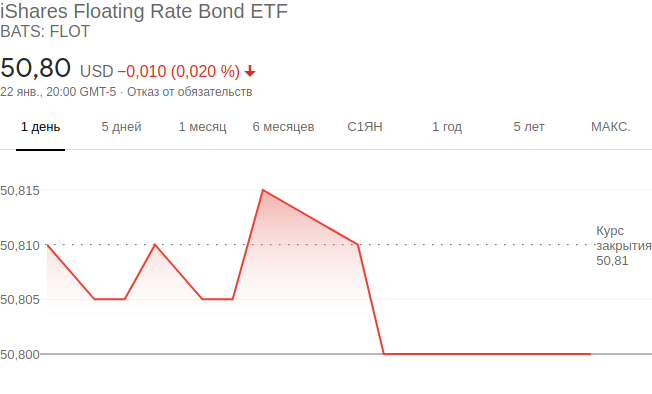 iShares Floating Rate Bond ETF
BATS: FLOT
50,80 USD −0,010 (0,020 %)
22 янв., 20:00 GMT-5 · Отказ от обязательств
1 день 5 дней 1 месяц 6 месяцев С1ЯН 1 год 5 лет МАКС.
50,815
50,810
50,805
50,800
Курс
закрытия
50,81